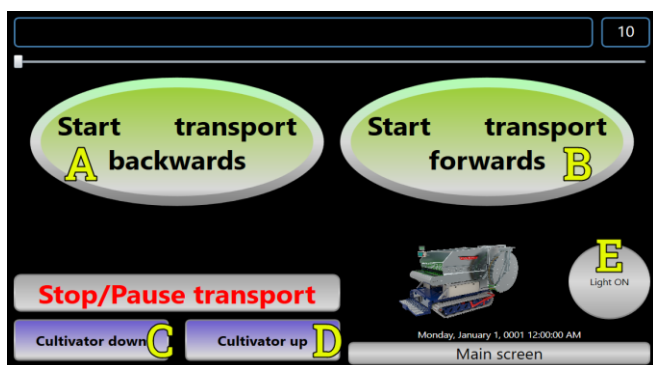 10
Start transport
A backwards
Start transport
forwards B
E
Light ON
Stop/Pause transport
Cultivator down C
Cultivator up D
Monday, January 1, 0001 12:00:00 AM
Main screen